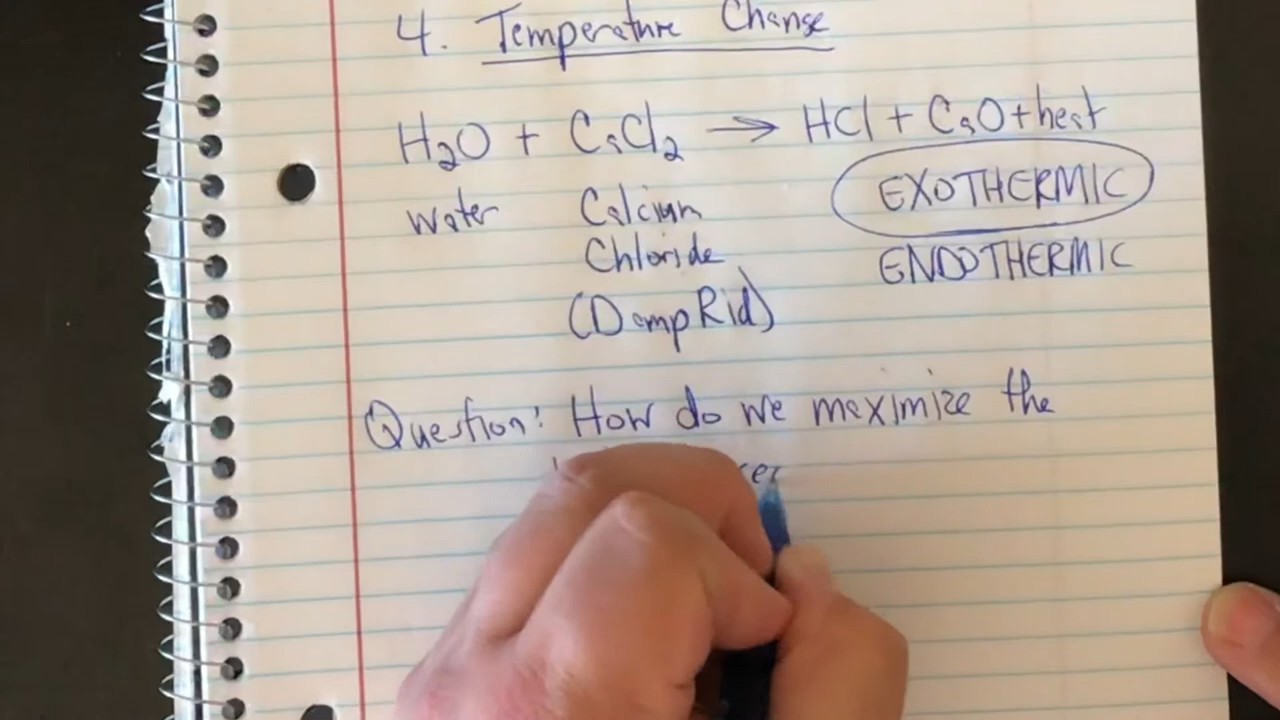 4. Temperature Change
H₂O + CaCl₂ → HCl + CaO + heat
Water Calcium EXOTHERMIC
Chloride ENDOTHERMIC
(DampRid)
Question: How do we maximize the